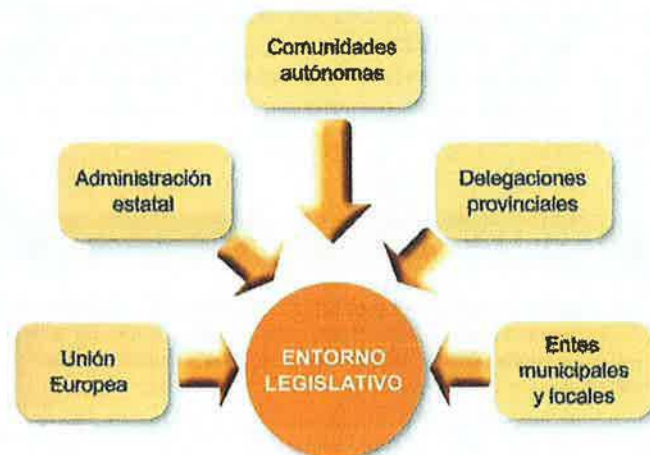 Comunidades
autónomas
Administración
estatal
Delegaciones
provinciales
Unión
Europea
ENTORNO
LEGISLATIVO
Entes
municipales
y locales